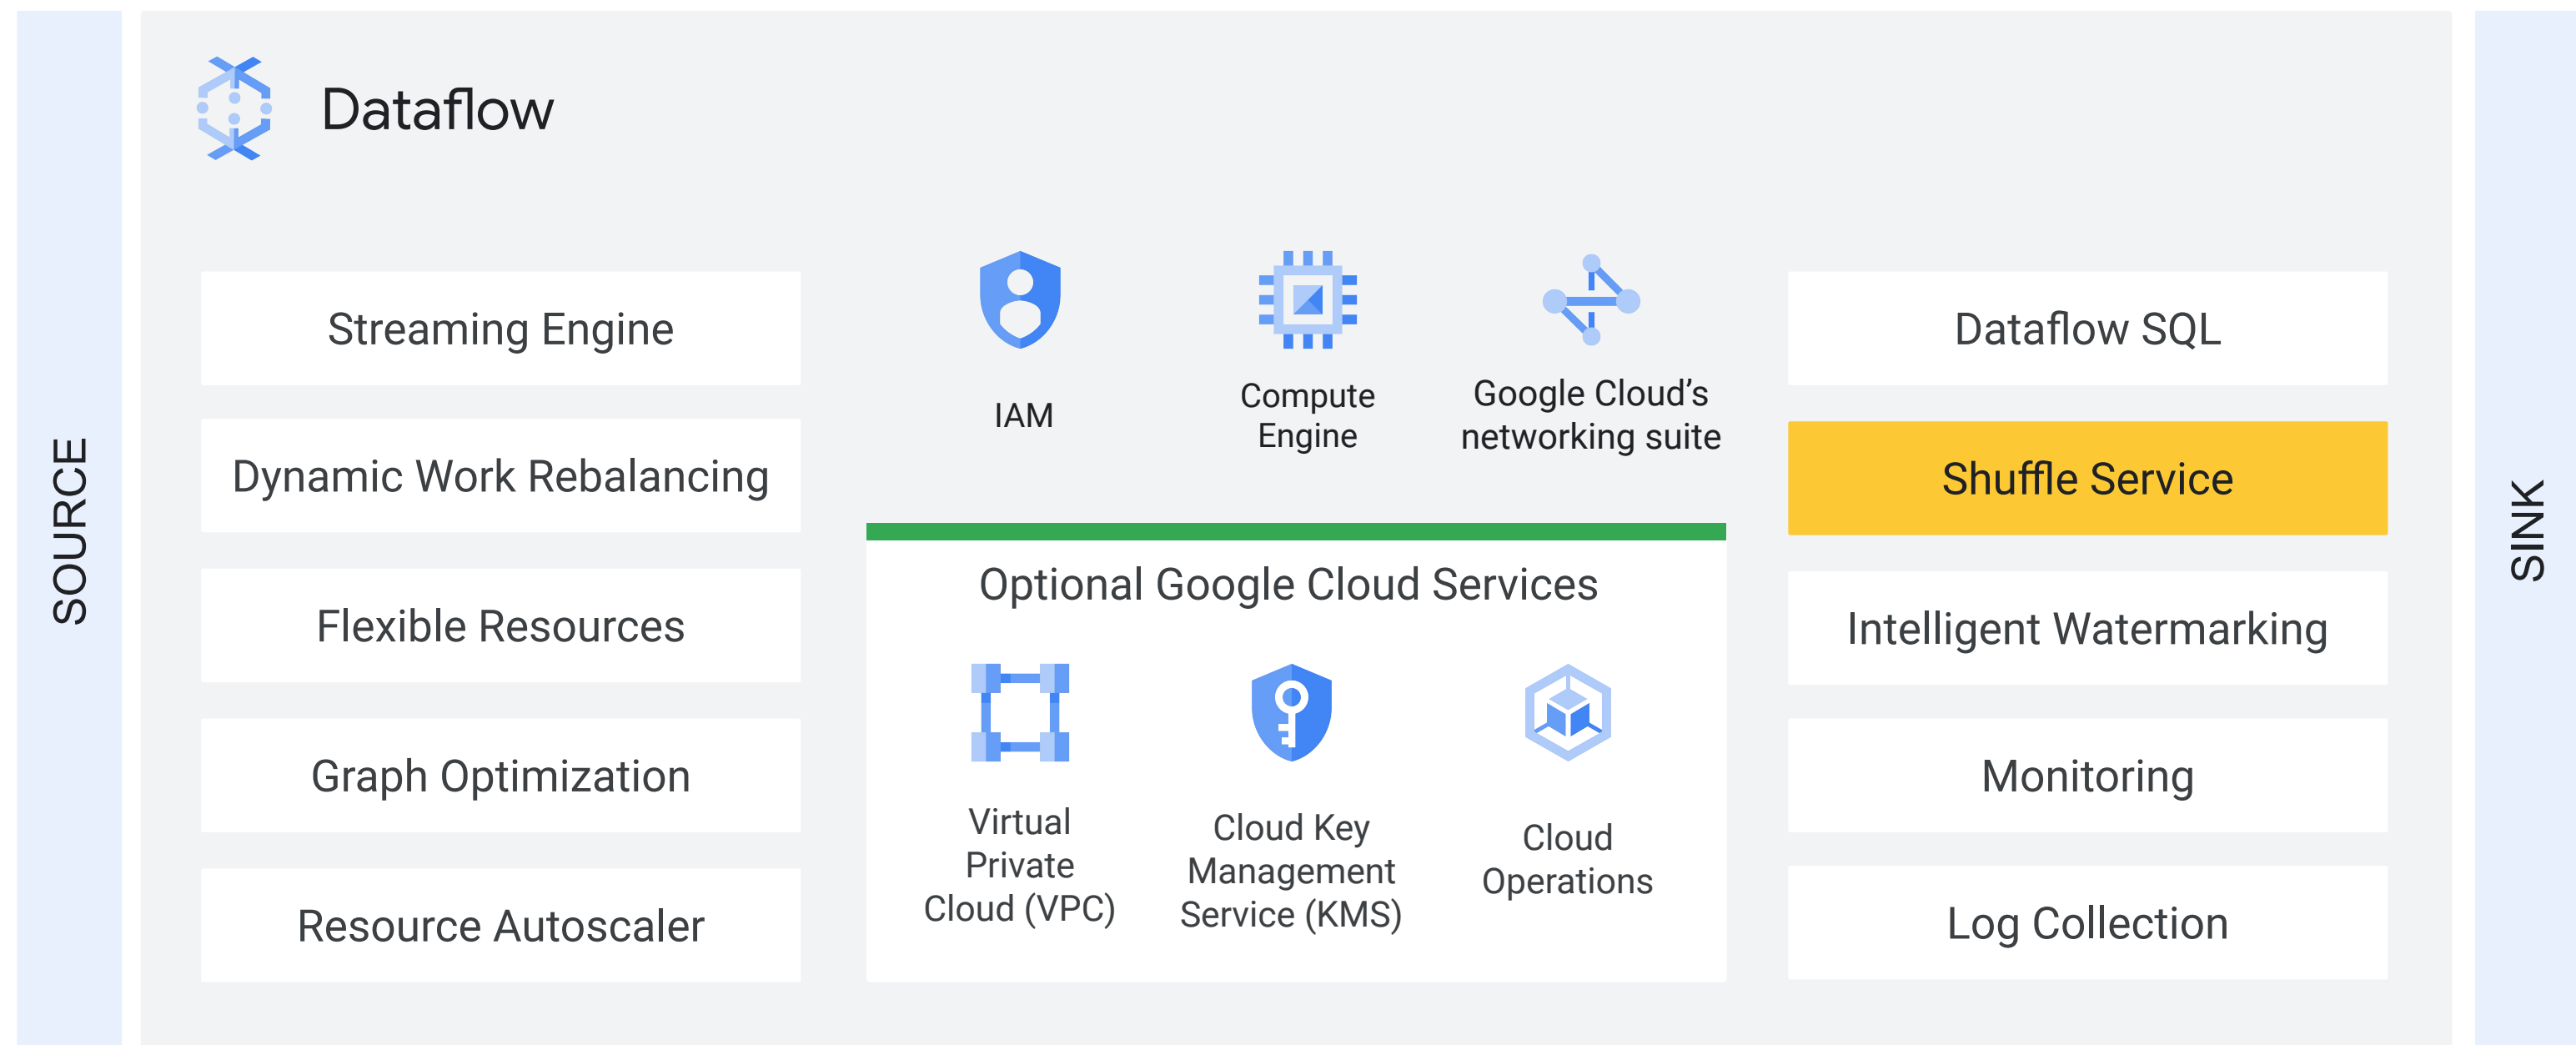 SOURCE
Dataflow
Streaming Engine
Dynamic Work Rebalancing
Flexible Resources
Graph Optimization
Resource Autoscaler
IAM
Compute
Engine
Google Cloud’s
networking suite
Optional Google Cloud Services
Virtual
Private
Cloud (VPC)
Cloud Key
Management
Service (KMS)
Cloud
Operations
Dataflow SQL
Shuffle Service
Intelligent Watermarking
Monitoring
Log Collection
SINK